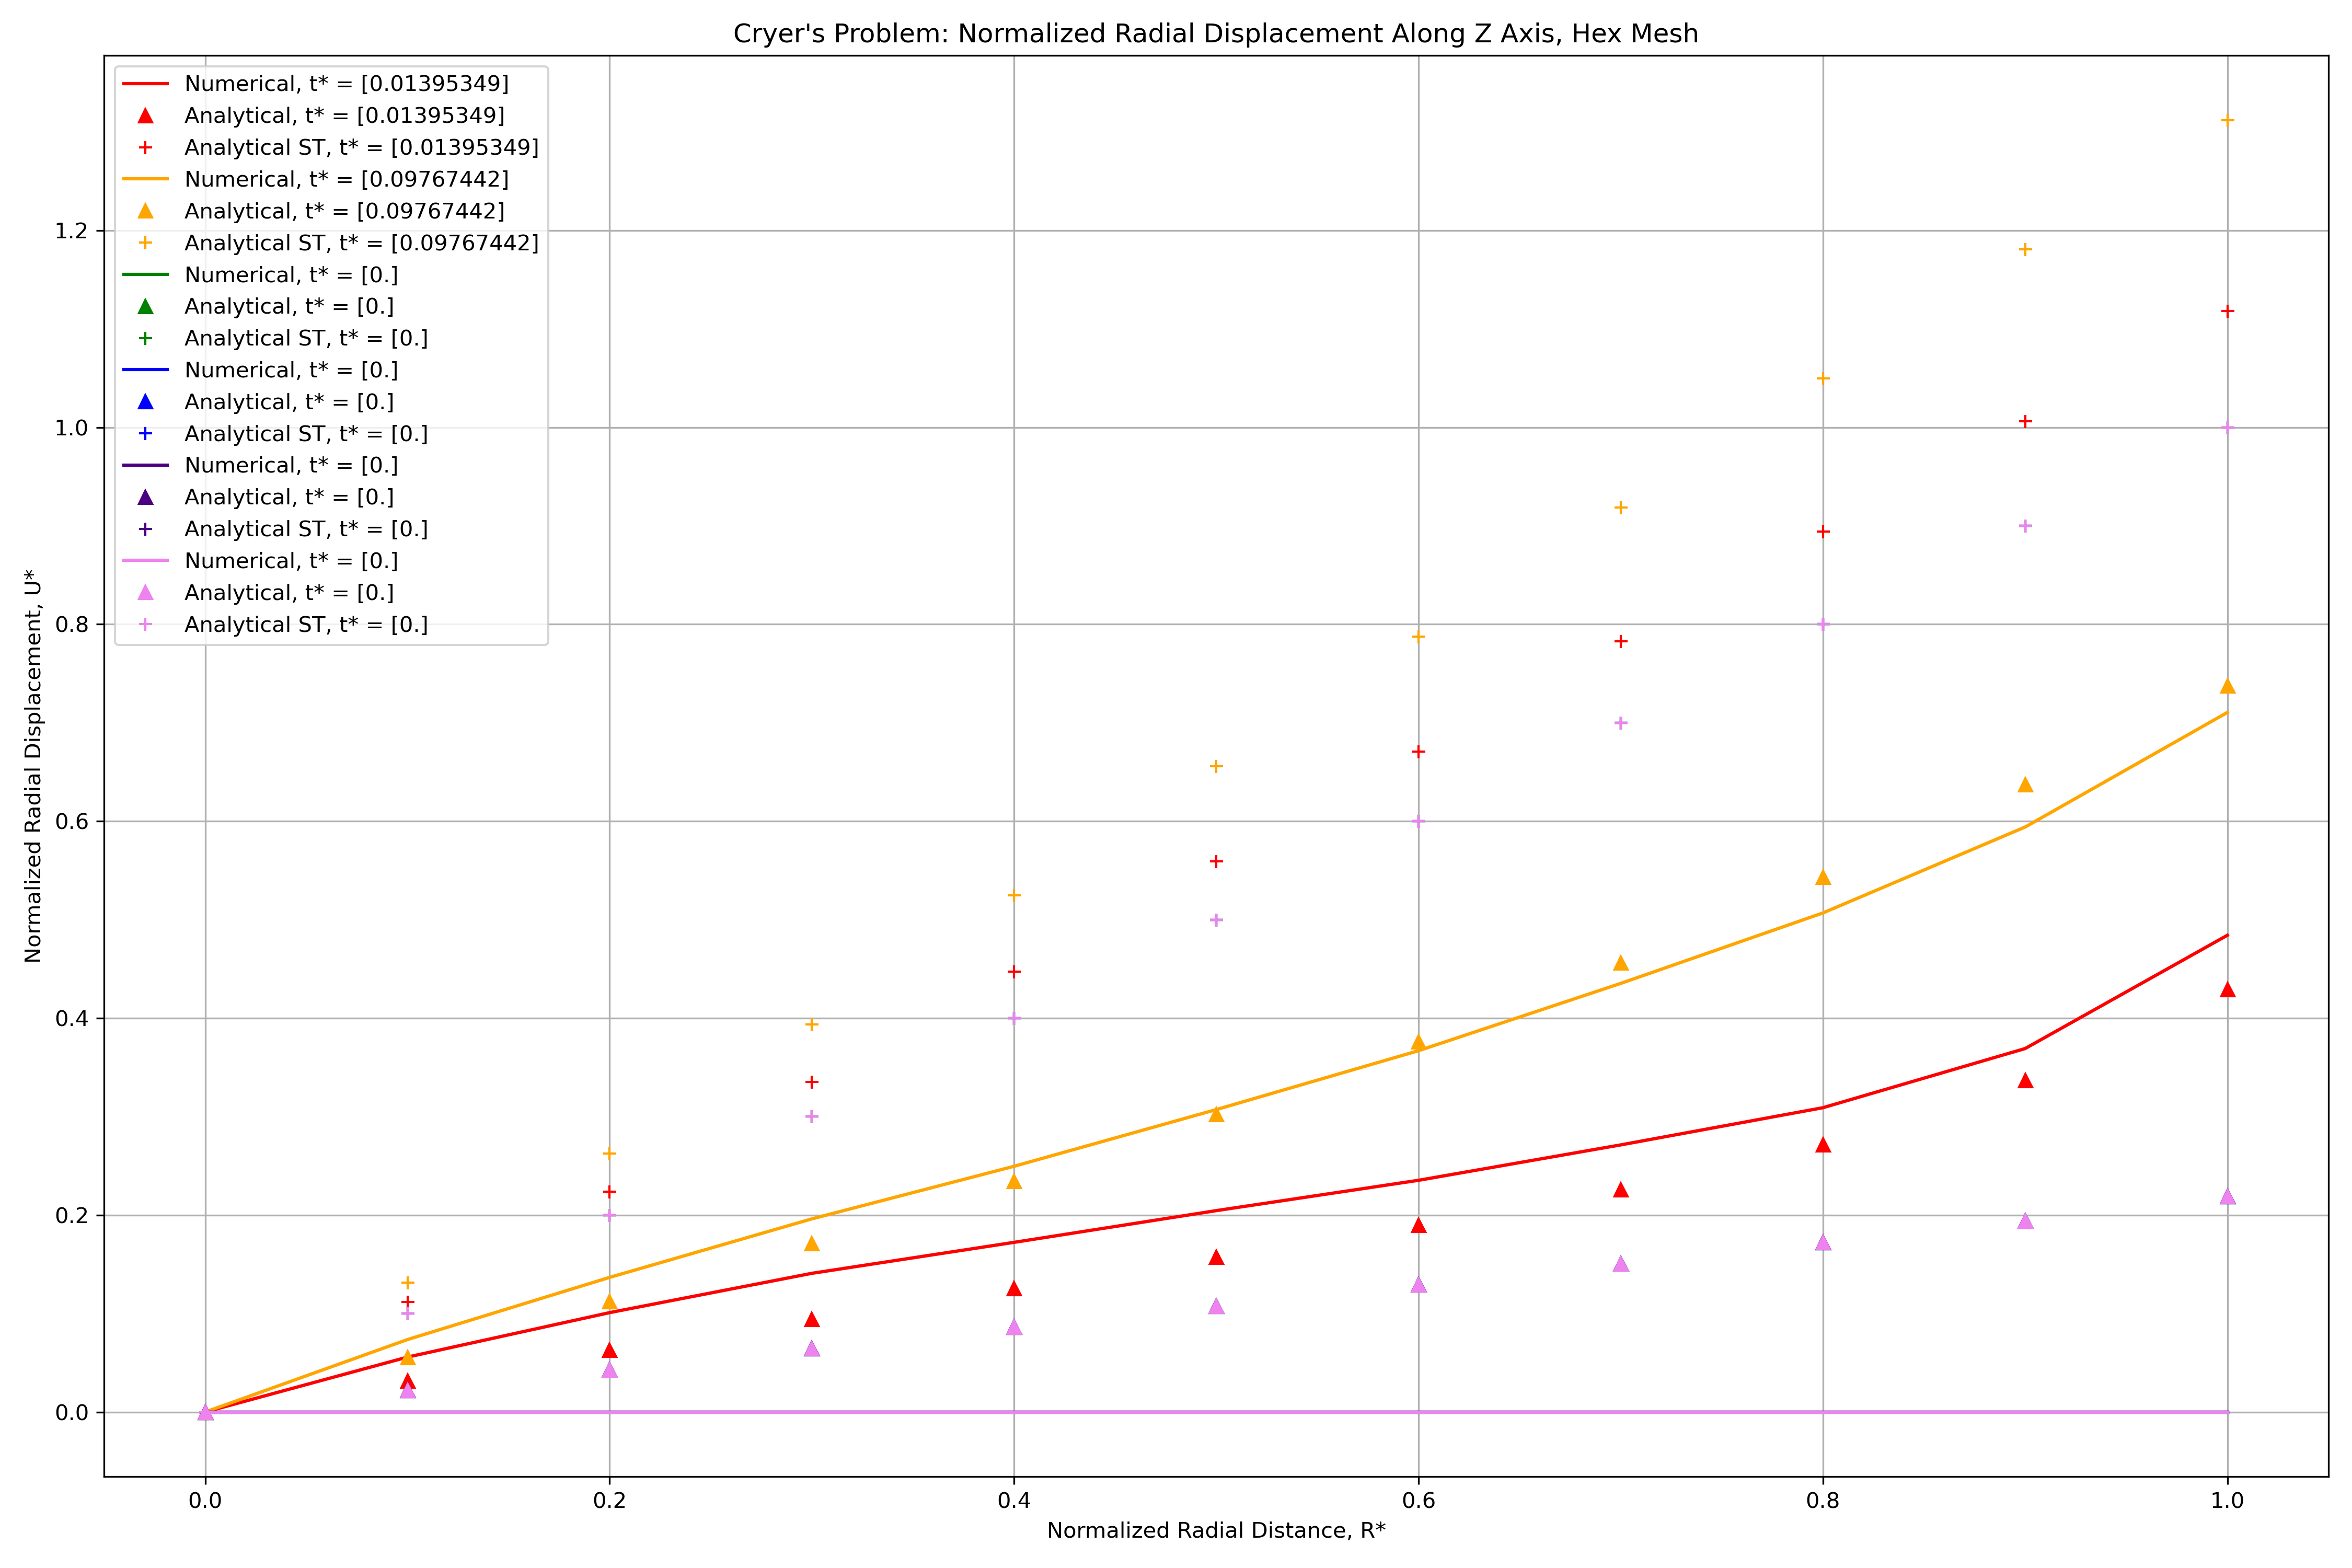 Cryer's Problem: Normalized Radial Displacement Along Z Axis, Hex Mesh
Numerical, t* = [0.01395349]
Analytical, t* = [0.01395349]
Analytical ST, t* = [0.01395349]
Numerical, t* = [0.09767442]
Analytical, t* = [0.09767442]
Analytical ST, t* = [0.09767442]
Numerical, t* = [0.]
Analytical, t* = [0.]
Analytical ST, t* = [0.]
Numerical, t* = [0.]
Analytical, t* = [0.]
Analytical ST, t* = [0.]
Numerical, t* = [0.]
Analytical, t* = [0.]
Analytical ST, t* = [0.]
Numerical, t* = [0.]
Analytical, t* = [0.]
Analytical ST, t* = [0.]
Normalized Radial Displacement, U*
1.2
1.0
0.8
0.6
0.4
0.2
0.0
0.0 0.2 0.4 0.6 0.8 1.0
Normalized Radial Distance, R*